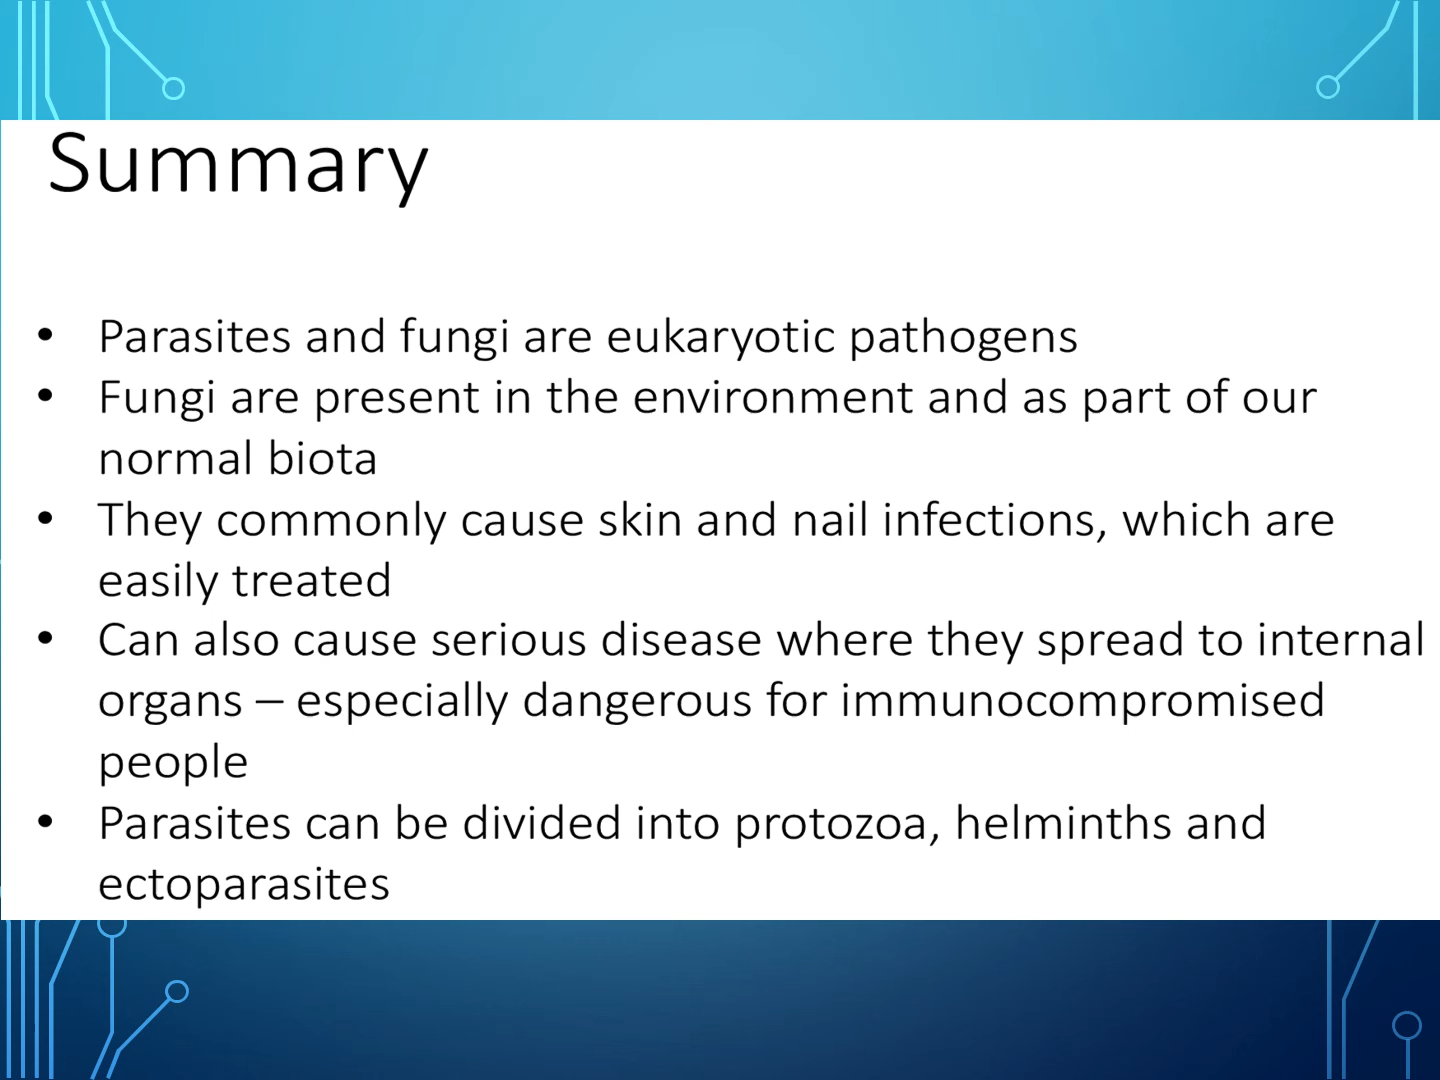 Summary
• Parasites and fungi are eukaryotic pathogens
• Fungi are present in the environment and as part of our
normal biota
• They commonly cause skin and nail infections, which are
easily treated
• Can also cause serious disease where they spread to internal
organs – especially dangerous for immunocompromised
people
• Parasites can be divided into protozoa, helminths and
ectoparasites